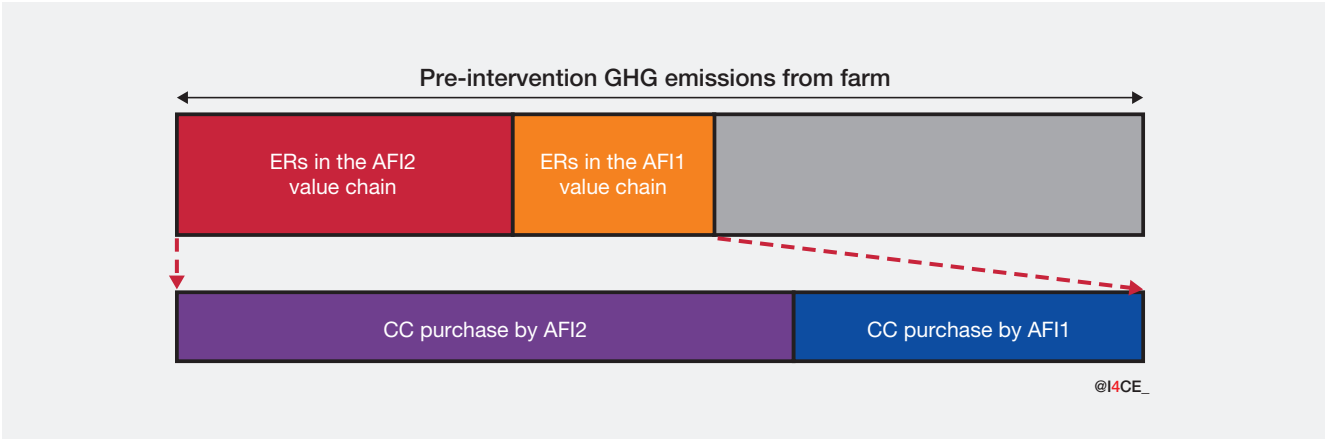 Pre-intervention GHG emissions from farm
ERs in the AFI2
value chain
ERs in the AFI1
value chain
CC purchase by AFI2
CC purchase by AFI1
@I4CE_